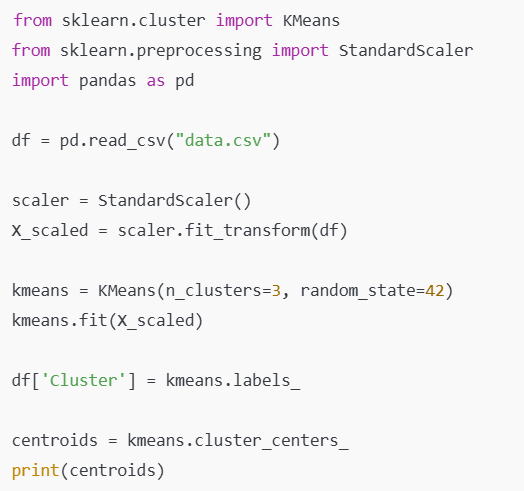 from sklearn.cluster import KMeans
from sklearn.preprocessing import StandardScaler
import pandas as pd
df = pd.read_csv("data.csv")
scaler = StandardScaler()
X_scaled = scaler.fit_transform(df)
kmeans = KMeans(n_clusters=3, random_state=42)
kmeans.fit(X_scaled)
df['Cluster'] = kmeans.labels_
centroids = kmeans.cluster_centers_
print(centroids)